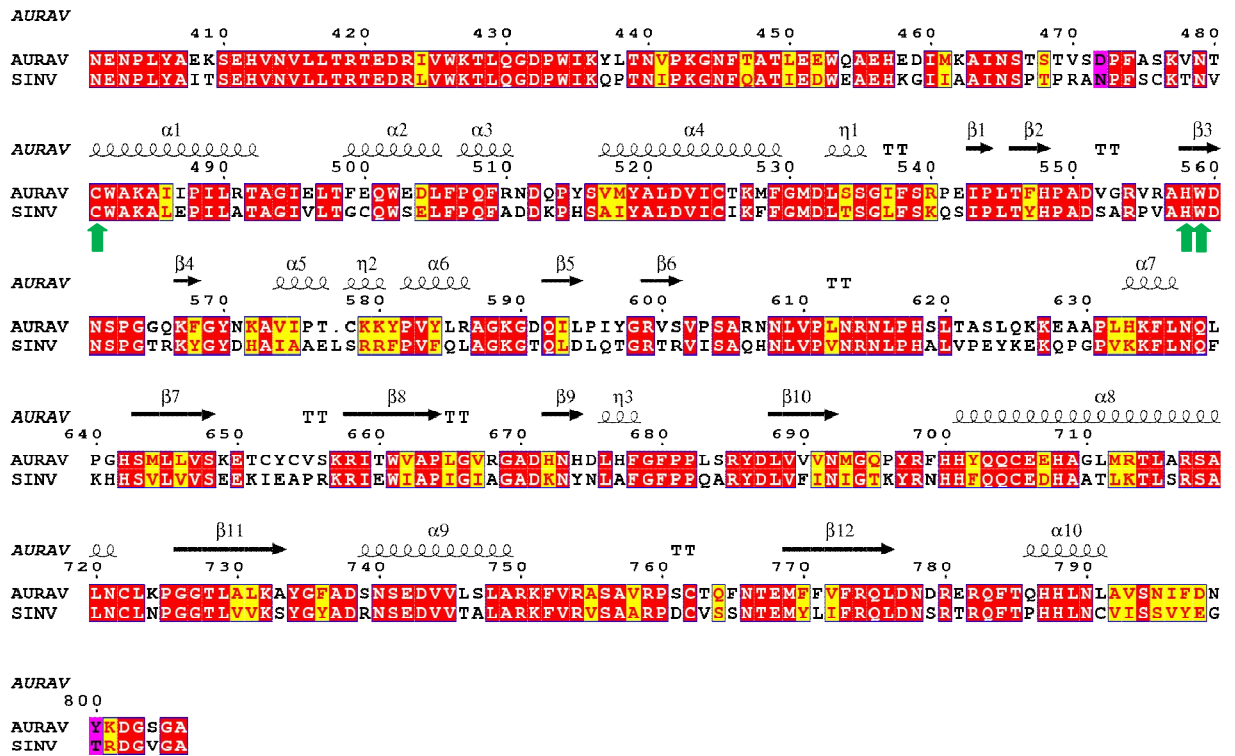 AURAV
410 420 430 440 450 460 470 480
AURAV NENPLYAEKSEHVNVLLTRTEDRIVWKTLQGDPWIKYLTNVPKGNFTATLEEWQAEHEDIMKAINSTSTVSDPFASKVNT
SINV NENPLYAITSEHVNVLLTRTEDRLVWKTLQGDPWIKQPTNIPKGNFQATIEDWEAEHKGIIAAINSPTPRANPFSCKTNV
α1 α2 α3 α4 η1 β1 β2 β3
AURAV TT TT
490 500 510 520 530 540 550 560
AURAV CWAKAIIPILRTAGIELTFEQWEDLFPQFRNDQPYSVMYALDVICTKMFGMDLSSGIFSRPEIPLTFHPADVGRVRAHWD
SINV CWAKALEPILATAGIVLTGCQWSELFPQFADDKPHSAIYALDVICIKFFGMDLTSGLFSKQSIPLTYHPADSARPVAHWD
β4 α5 η2 α6 β5 β6 α7
AURAV TT
570 580 590 600 610 620 630
AURAV NSPGGQKFGYNKAVIPT.CKKYPVYLRAGKGDQILPIYGRVSVPSARNNLVPLNRNLPHSLTASLQKKEAAPLHKFLNQL
SINV NSPGTRKYGYDHAIAAELSRRFPVFQLAGKGTQLDLQTGRTRVISAQHNLVPVNRNLPHALVPEYKEKQPGPVKKFLNQF
β7 β8 β9 η3 β10 α8
AURAV TT TT
640 650 660 670 680 690 700 710
AURAV PGHSMLLVSKETCYCVSKRITWVAPLGVRGADHNHDLHFGFPPLSRYDLVVVNMGQPYRFHHYQQCEEHAGLMRTLARSA
SINV KHHSVLVVSEEKIEAPRKRIEWIAPIGIAGADKNYNLAFGFPPQARYDLVFINIGTKYRNHHFQQCEDHAATLKTLSRSA
β11 α9 β12 α10
AURAV TT
720 730 740 750 760 770 780 790
AURAV LNCLKPGGTLALKAYGFADSNSEDVVLSLARKFVRASAVRPSCTQFNTEMFFVFRQLDNDRERQFTQHHLNLAVSNIFDN
SINV LNCLNPGGTLVVKSYGYADRNSEDVVTALARKFVRVSAARPDCVSSNTEMYLIFRQLDNSRTRQFTPHHLNCVISSVYEG
AURAV
800
AURAV YKDGSGA
SINV TRDGVGA